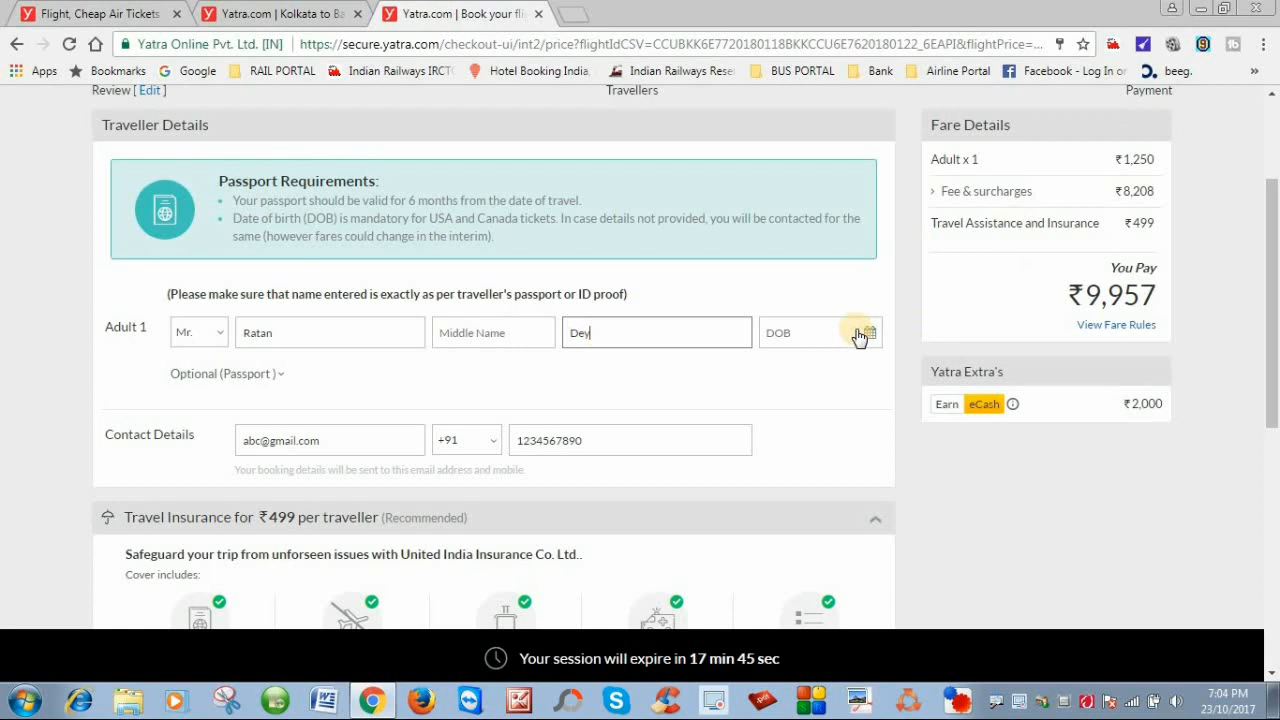 Flight, Cheap Air Tickets
Yatra.com | Kolkata to Ba
Yatra.com | Book your fli
Yatra Online Pvt. Ltd. [IN]
https://secure.yatra.com/checkout-ui/int2/price?flightIdCSV=CCUBKK6E7720180118BKKCCU6E7620180122_6EAPI&flightPrice=...
Apps Bookmarks Google RAIL PORTAL Indian Railways IRCT Hotel Booking India, Indian Railways Rese BUS PORTAL Bank Airline Portal Facebook - Log In or beeg. »
Review [ Edit ] Travellers Payment
Traveller Details
Passport Requirements:
• Your passport should be valid for 6 months from the date of travel.
• Date of birth (DOB) is mandatory for USA and Canada tickets. In case details not provided, you will be contacted for the
same (however fares could change in the interim).
(Please make sure that name entered is exactly as per traveller's passport or ID proof)
Adult 1 Mr. Ratan Middle Name Dey DOB
Optional (Passport )
Contact Details abc@gmail.com +91 1234567890
Your booking details will be sent to this email address and mobile.
Travel Insurance for ₹499 per traveller (Recommended)
Safeguard your trip from unforseen issues with United India Insurance Co. Ltd..
Cover includes:
Fare Details
Adult x 1 ₹1,250
Fee & surcharges ₹8,208
Travel Assistance and Insurance ₹499
You Pay
₹9,957
View Fare Rules
Yatra Extra's
Earn eCash ₹2,000
Your session will expire in 17 min 45 sec
7:04 PM
23/10/2017